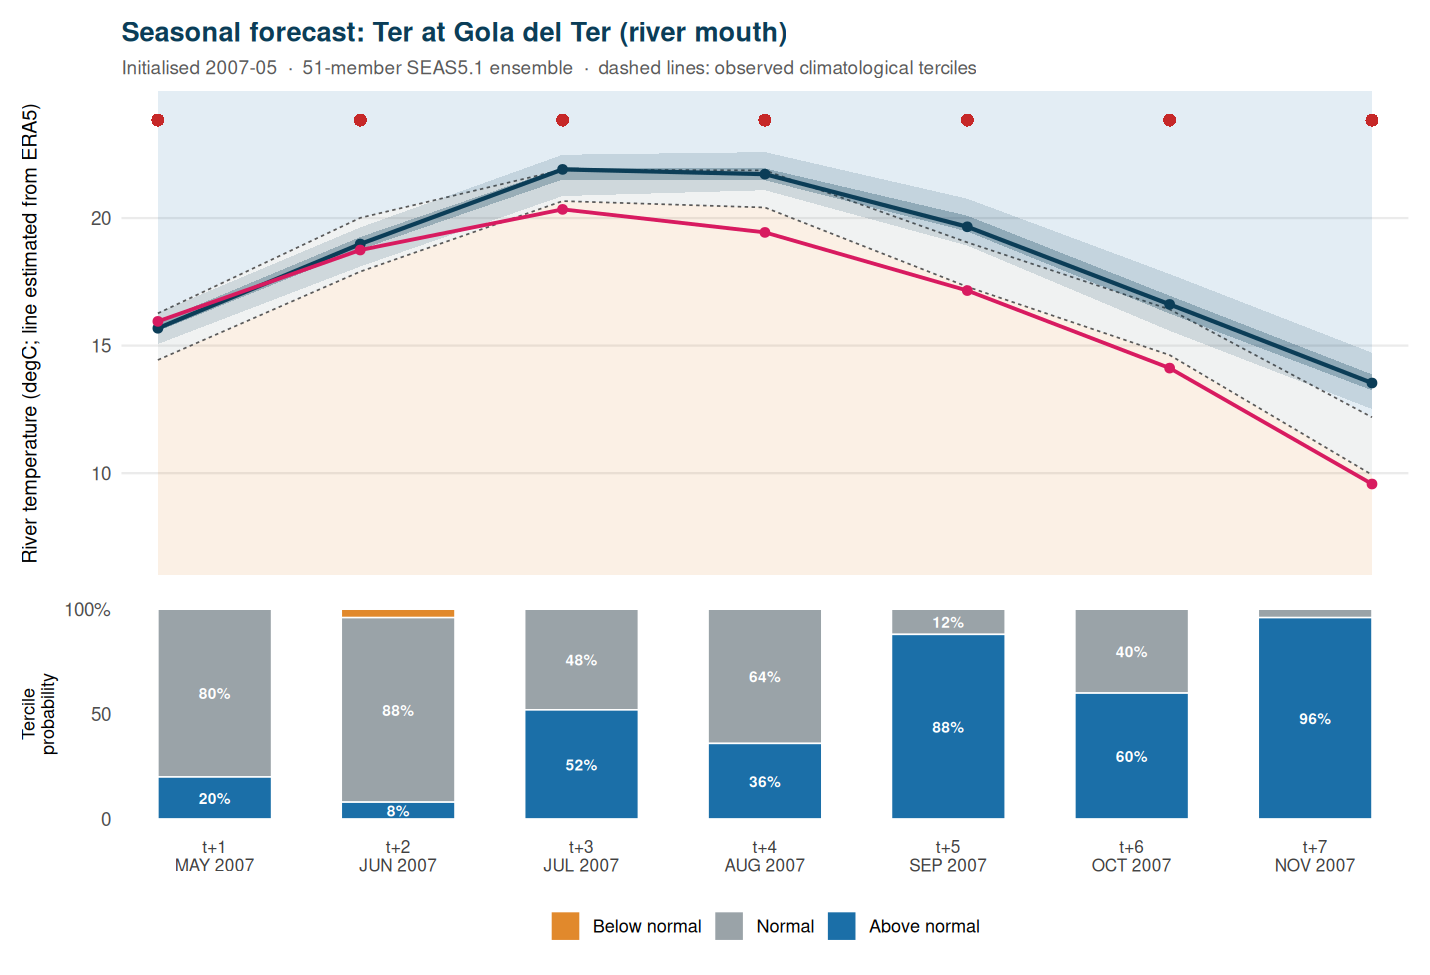 Seasonal forecast: Ter at Gola del Ter (river mouth)
Initialised 2007-05 · 51-member SEAS5.1 ensemble · dashed lines: observed climatological terciles
River temperature (degC; line estimated from ERA5)
20
15
10
Tercile
probability
100%
50
0
80%
20%
88%
8%
48%
52%
64%
36%
12%
88%
40%
60%
96%
t+1
MAY 2007
t+2
JUN 2007
t+3
JUL 2007
t+4
AUG 2007
t+5
SEP 2007
t+6
OCT 2007
t+7
NOV 2007
Below normal
Normal
Above normal